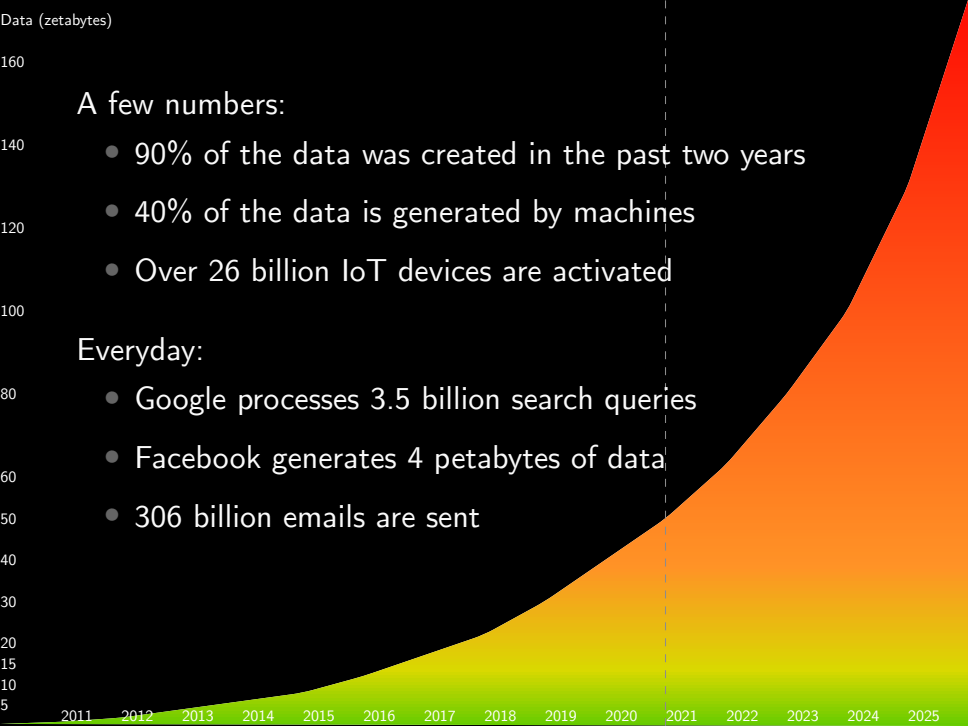 Data (zetabytes)
160
A few numbers:
140
• 90% of the data was created in the past two years
• 40% of the data is generated by machines
120
• Over 26 billion IoT devices are activated
100
Everyday:
80
• Google processes 3.5 billion search queries
• Facebook generates 4 petabytes of data
60
50
• 306 billion emails are sent
40
30
20
15
10
5
2011 2012 2013 2014 2015 2016 2017 2018 2019 2020 2021 2022 2023 2024 2025